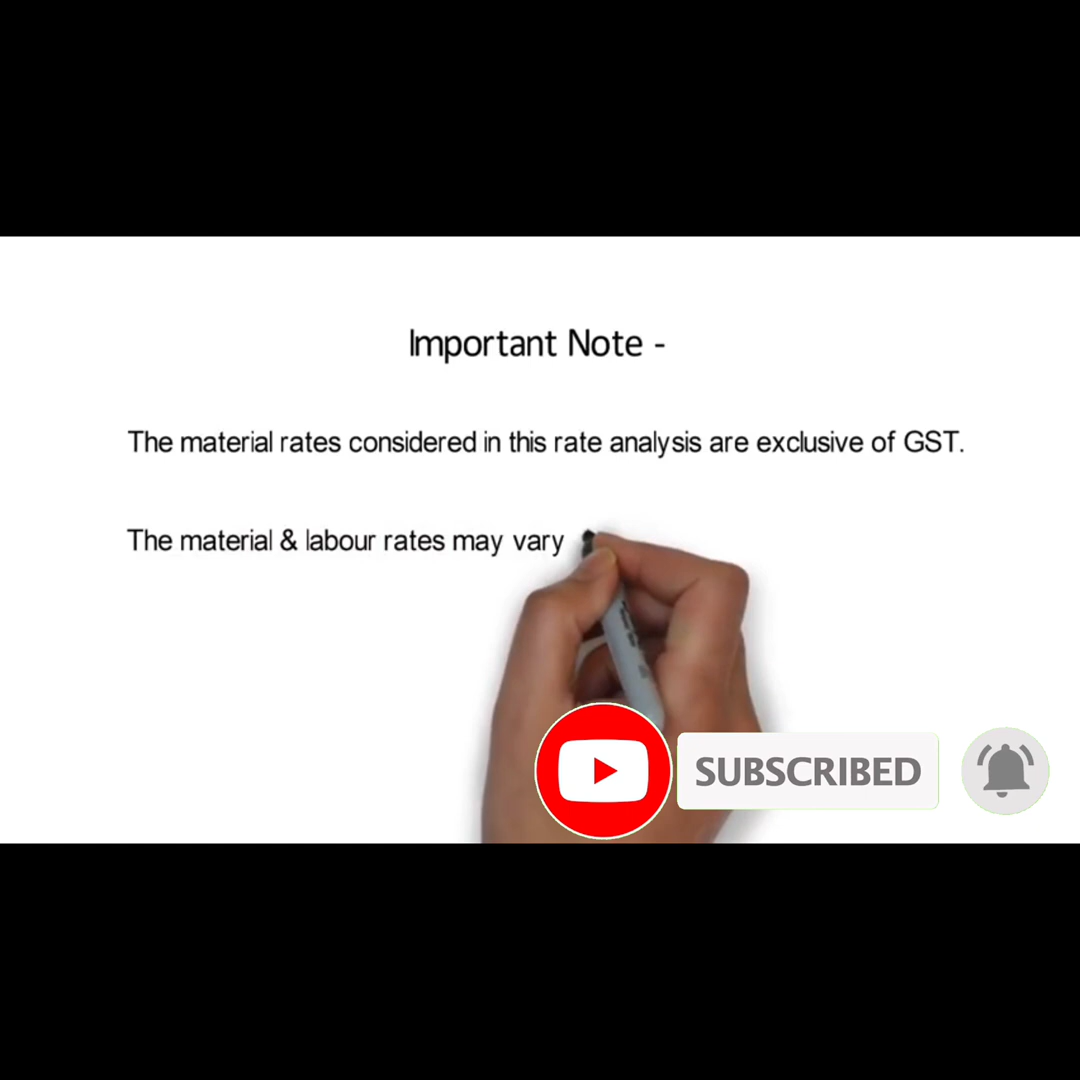 Important Note -
The material rates considered in this rate analysis are exclusive of GST.
The material & labour rates may vary
SUBSCRIBED